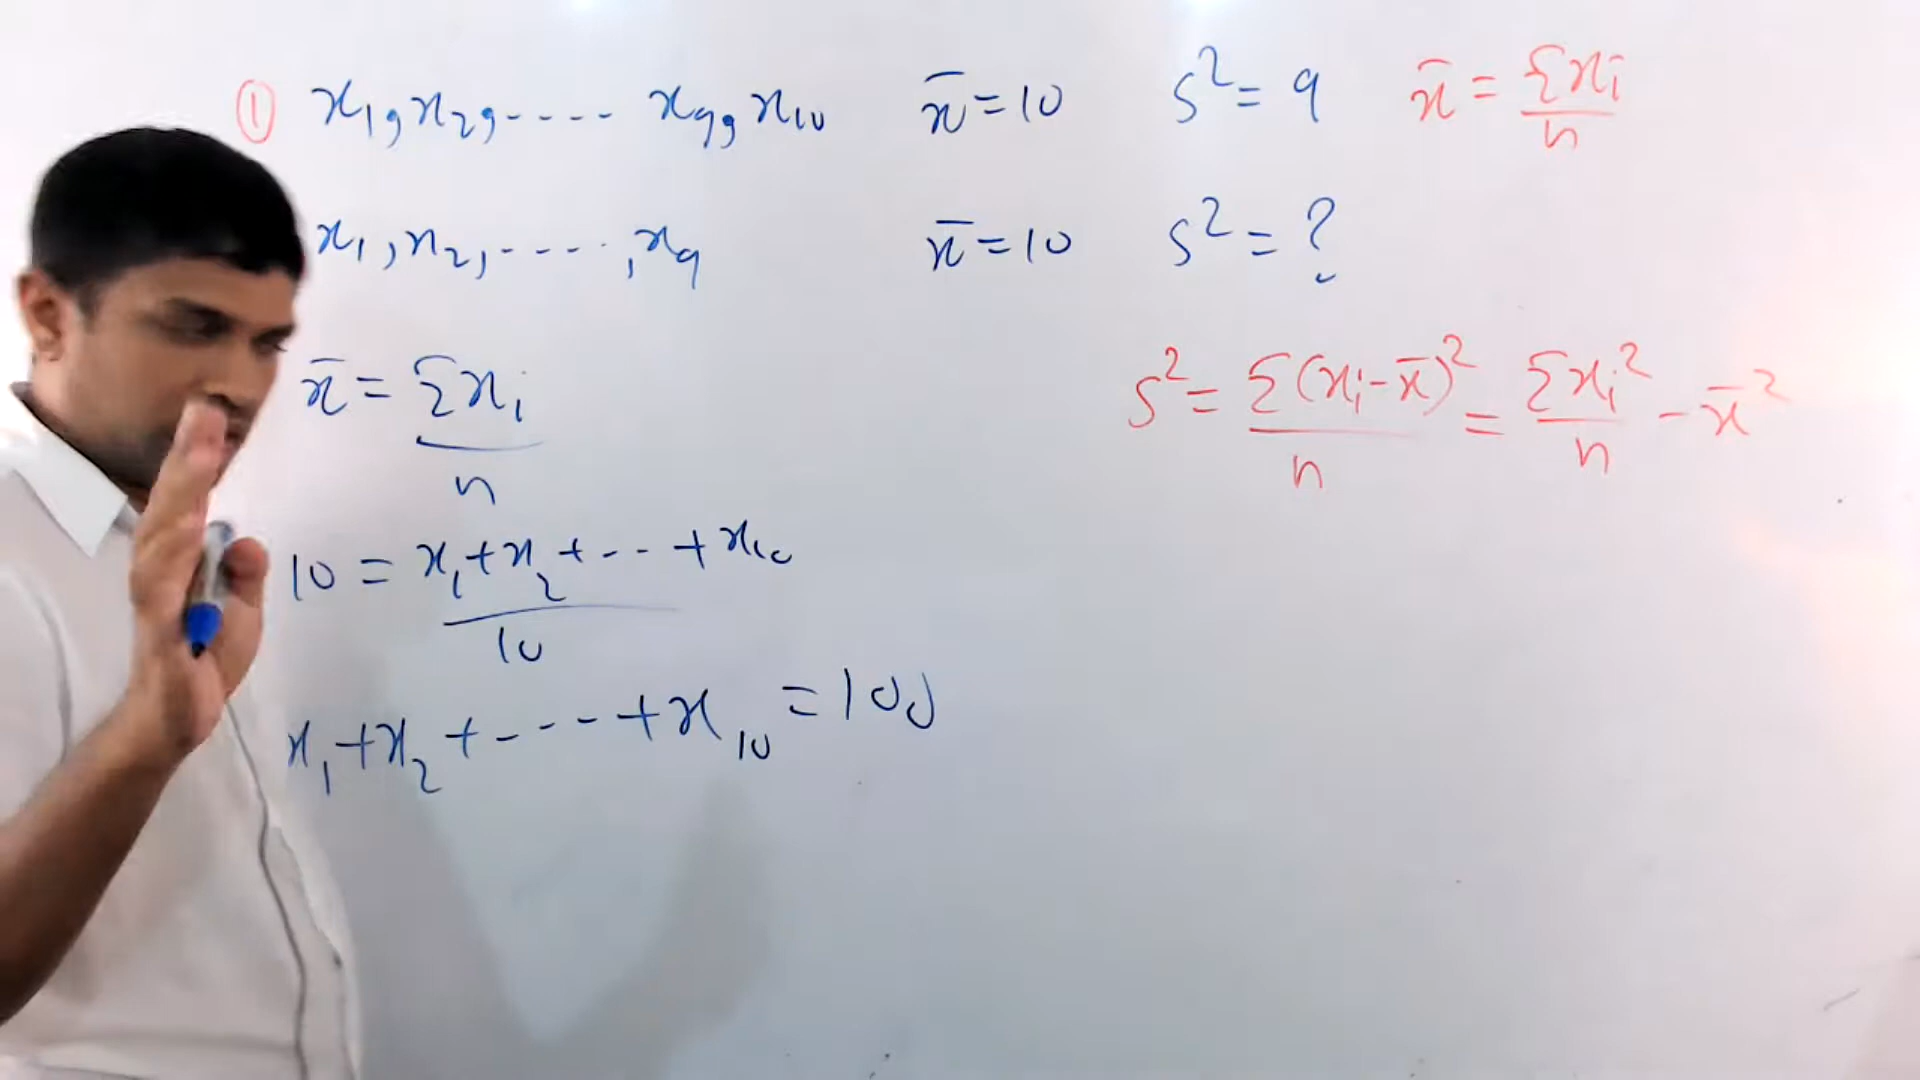 ① x₁, x₂, ---- x₉, x₁₀  x̄ = 10  S² = 9  x̄ = Σxᵢ / n
x₁, x₂, ----, x₉  x̄ = 10  S² = ?
x̄ = Σxᵢ / n  S² = Σ(xᵢ - x̄)² / n = Σxᵢ² / n - x̄²
10 = x₁ + x₂ + --- + x₁₀ / 10
x₁ + x₂ + ---- + x₁₀ = 100